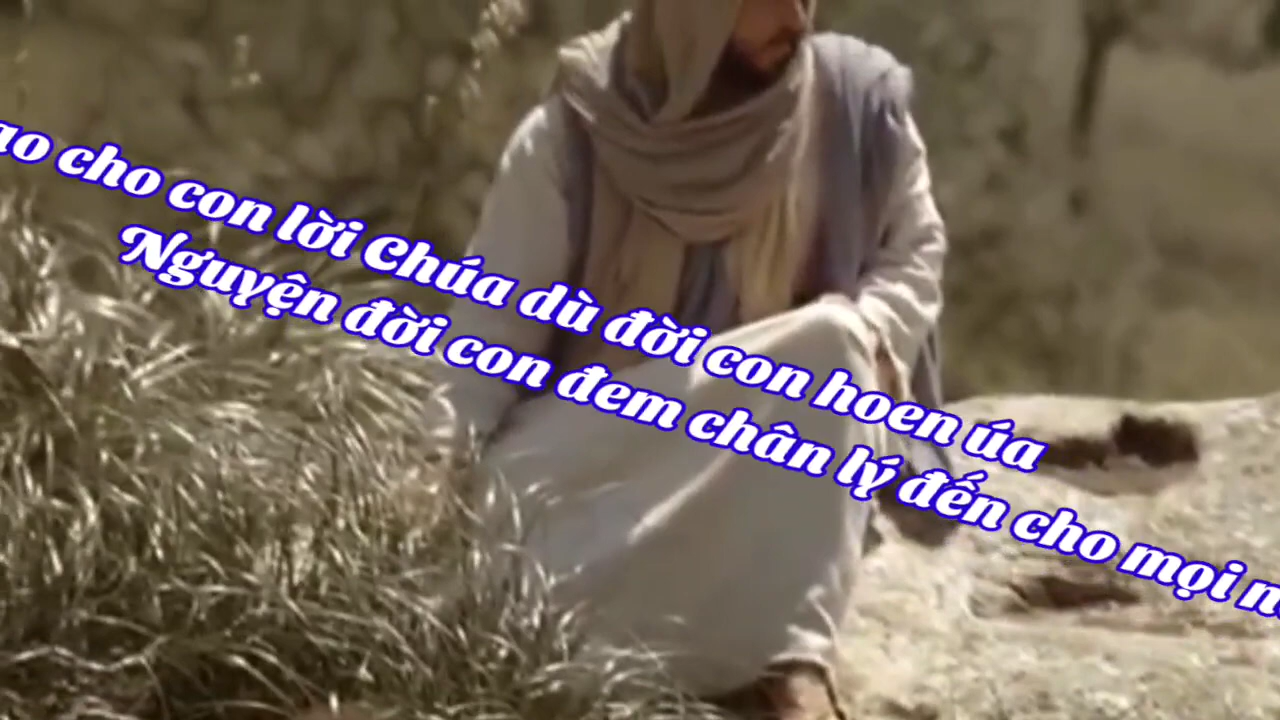 cho con lời Chúa dù đời con hoen úa
Nguyện đời con đem chân lý đến cho mọi